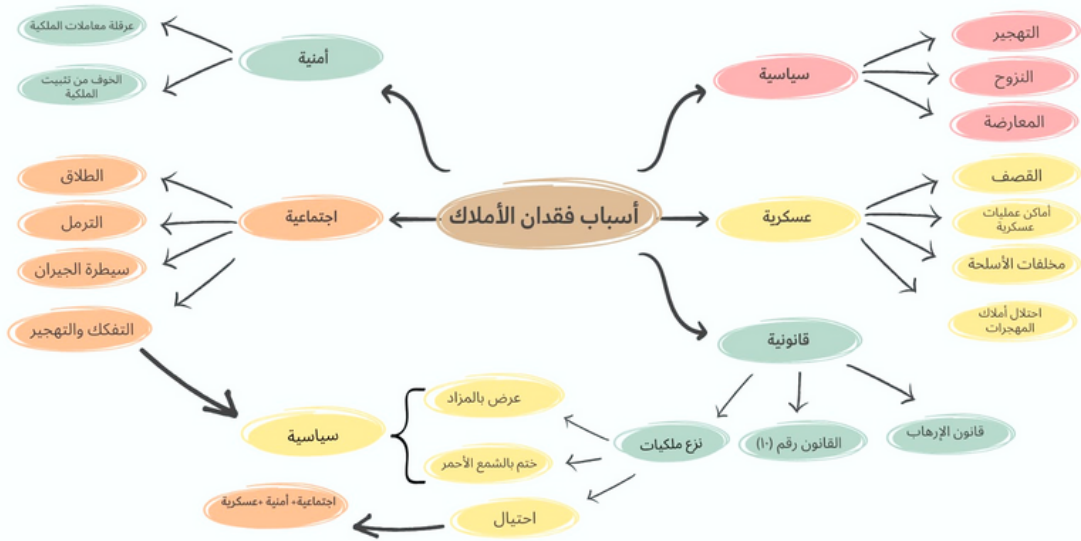 أسباب فقدان الأملاك
سياسية
التهجير
النزوح
المعارضة
عسكرية
القصف
أماكن عمليات
عسكرية
مخلفات الأسلحة
احتلال أملاك
المهجرات
قانونية
قانون الإرهاب
القانون رقم (١٠)
نزع ملكيات
عرض بالمزاد
ختم بالشمع الأحمر
احتيال
سياسية
اجتماعية+ أمنية +عسكرية
أمنية
عرقلة معاملات الملكية
الخوف من تثبيت
الملكية
اجتماعية
الطلاق
الترمل
سيطرة الجيران
التفكك والتهجير